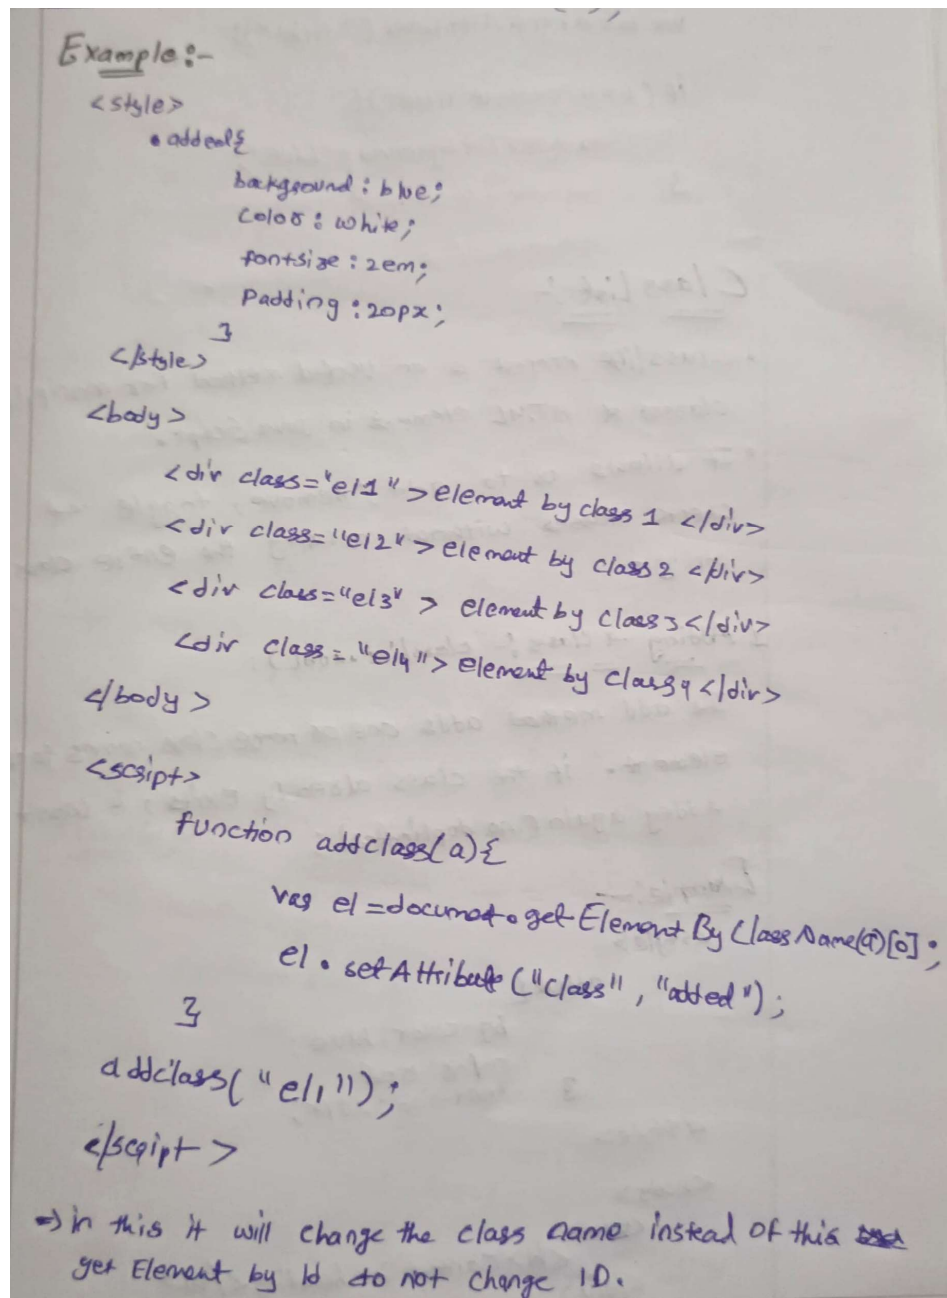 Example:-
<style>
.added{
background: blue;
color: white;
fontsize: 2em;
Padding: 20px;
}
</style>
<body>
<div class="el1">element by class 1 </div>
<div class="el2">element by class 2 </div>
<div class="el3"> element by class 3 </div>
<div class="el4"> element by class 4 </div>
</body>
<script>
function addclass(a){
var el=document.getElementByClassName(a)[0];
el.setAttribute("class", "added");
}
addclass("el1");
</script>
=> in this it will change the class name instead of this
get Element by Id to not change ID.